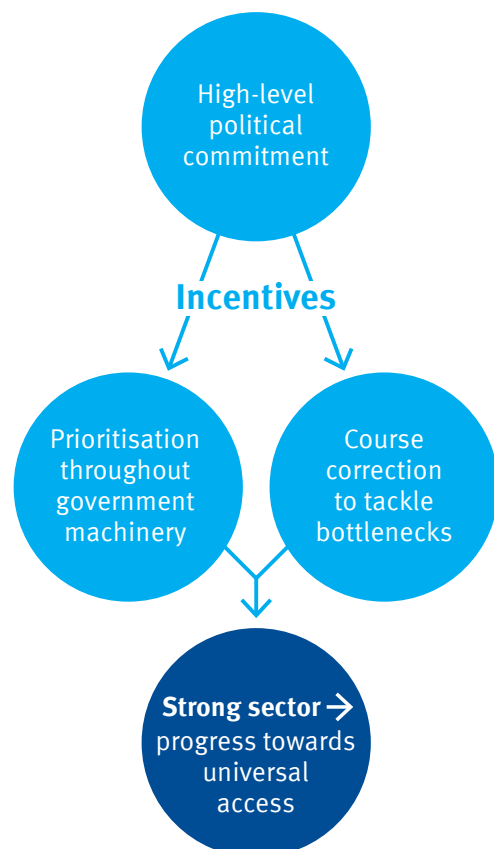 High-level
political
commitment
Incentives
Prioritisation
throughout
government
machinery
Course
correction
to tackle
bottlenecks
Strong sector →
progress towards
universal
access